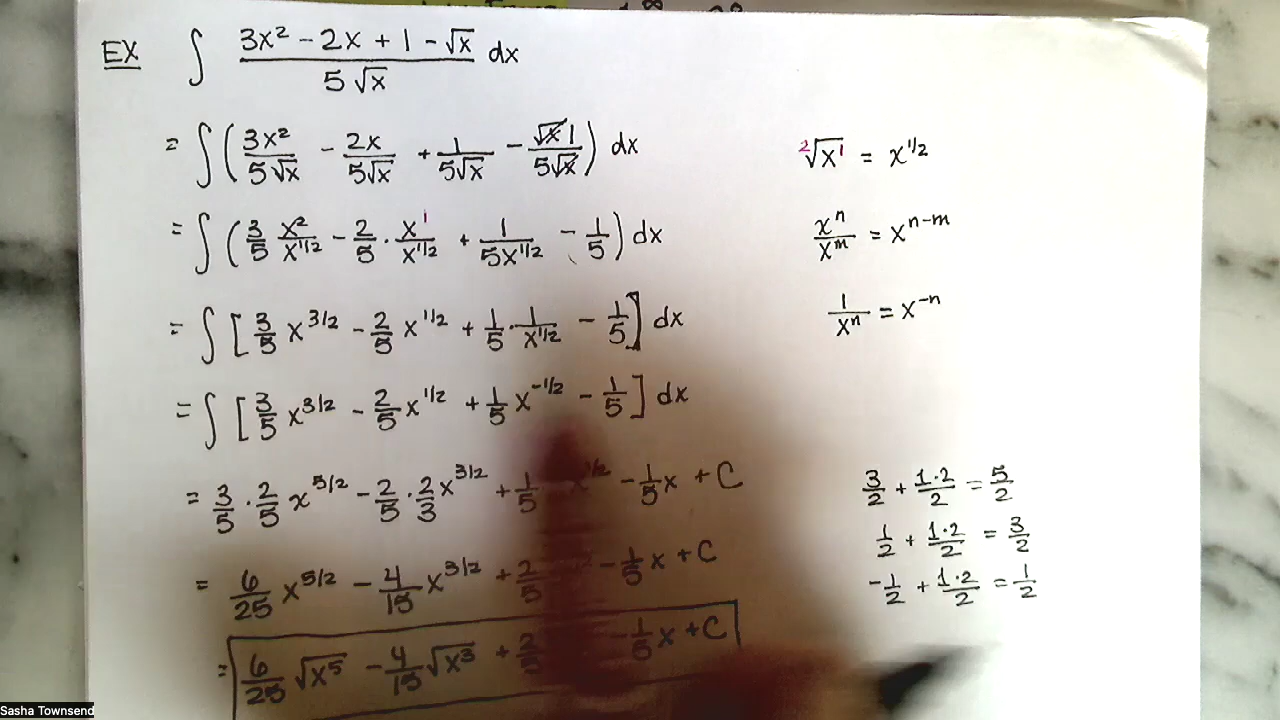 EX ∫ (3x² − 2x + 1 − √x)/(5√x) dx
= ∫ (3x²/5√x − 2x/5√x + 1/5√x − √x 1/5√x) dx
²√x¹ = x^(1/2)
= ∫ (3/5 x²/x^(1/2) − 2/5 · x¹/x^(1/2) + 1/5x^(1/2) − 1/5) dx
xⁿ/xᵐ = x^(n−m)
= ∫ [3/5 x^(3/2) − 2/5 x^(1/2) + 1/5 · 1/x^(1/2) − 1/5] dx
1/xⁿ = x^(−n)
= ∫ [3/5 x^(3/2) − 2/5 x^(1/2) + 1/5 x^(−1/2) − 1/5] dx
= 3/5 · 2/5 x^(5/2) − 2/5 · 2/3 x^(3/2) + 1/5 x^(1/2) − 1/5 x + C
3/2 + 1·2/2 = 5/2
1/2 + 1·2/2 = 3/2
−1/2 + 1·2/2 = 1/2
= 6/25 x^(5/2) − 4/15 x^(3/2) + 2/5 − 1/5 x + C
= 6/25 √x⁵ − 4/15 √x³ + 2/5 − 1/5 x + C
Sasha Townsend